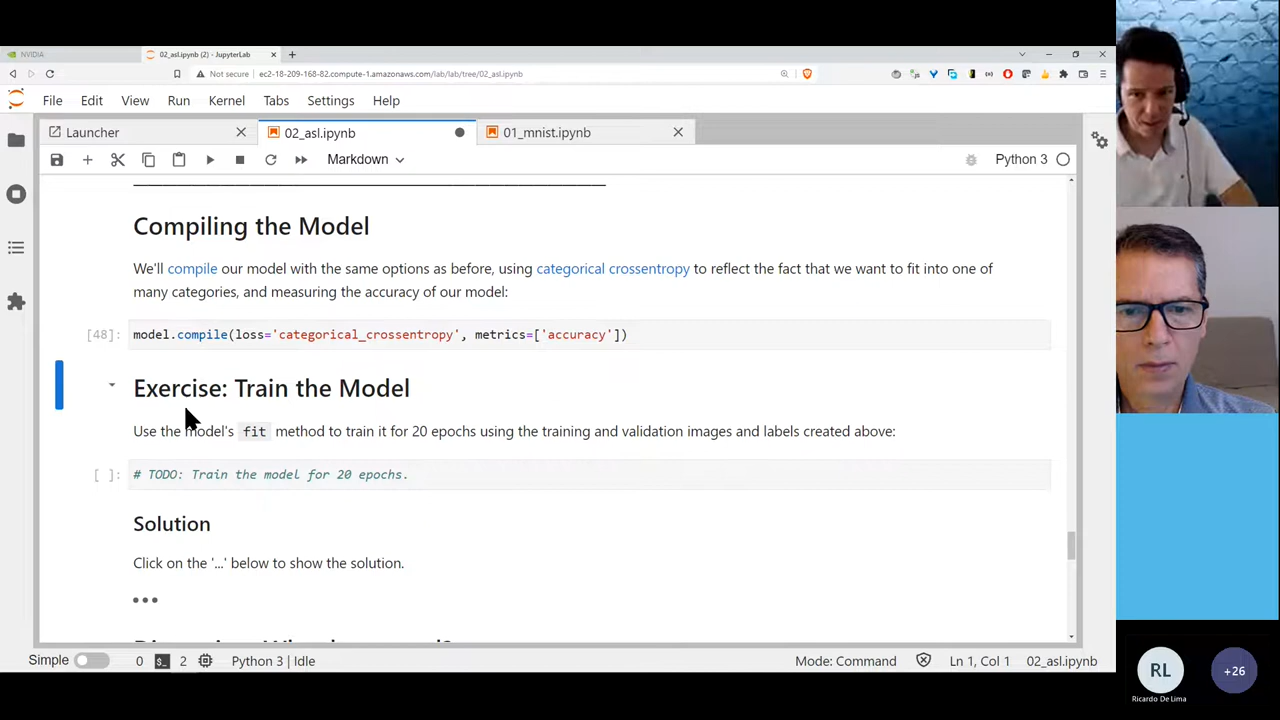 NVIDIA
02_asl.ipynb (2) - JupyterLab
Not secure
ec2-18-209-168-82.compute-1.amazonaws.com/lab/lab/tree/02_asl.ipynb
File Edit View Run Kernel Tabs Settings Help
Launcher
02_asl.ipynb
01_mnist.ipynb
Markdown
Python 3
Compiling the Model
We'll compile our model with the same options as before, using categorical crossentropy to reflect the fact that we want to fit into one of
many categories, and measuring the accuracy of our model:
[48]: model.compile(loss='categorical_crossentropy', metrics=['accuracy'])
Exercise: Train the Model
Use the model's fit method to train it for 20 epochs using the training and validation images and labels created above:
[ ]: # TODO: Train the model for 20 epochs.
Solution
Click on the '...' below to show the solution.
Simple 0 $_ 2 Python 3 | Idle Mode: Command Ln 1, Col 1 02_asl.ipynb
RL
Ricardo De Lima
+26